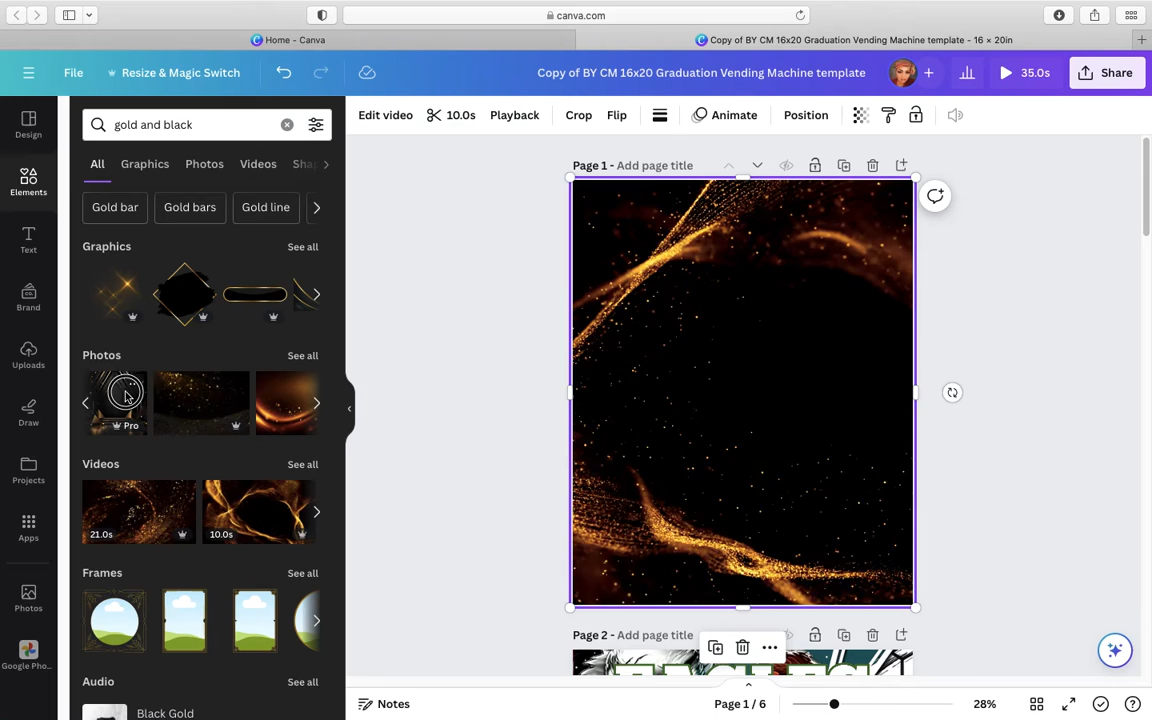 canva.com
Home - Canva
Copy of BY CM 16x20 Graduation Vending Machine template - 16 × 20in
File
Resize & Magic Switch
Copy of BY CM 16x20 Graduation Vending Machine template
35.0s
Share
Design
Elements
Text
Brand
Uploads
Draw
Projects
Apps
Photos
Google Pho...
gold and black
All
Graphics
Photos
Videos
Gold bar
Gold bars
Gold line
Graphics
See all
Photos
See all
Pro
Videos
See all
21.0s
10.0s
Frames
See all
Audio
See all
Black Gold
Edit video
10.0s
Playback
Crop
Flip
Animate
Position
Page 1 - Add page title
Page 2 - Add page title
Notes
Page 1 / 6
28%